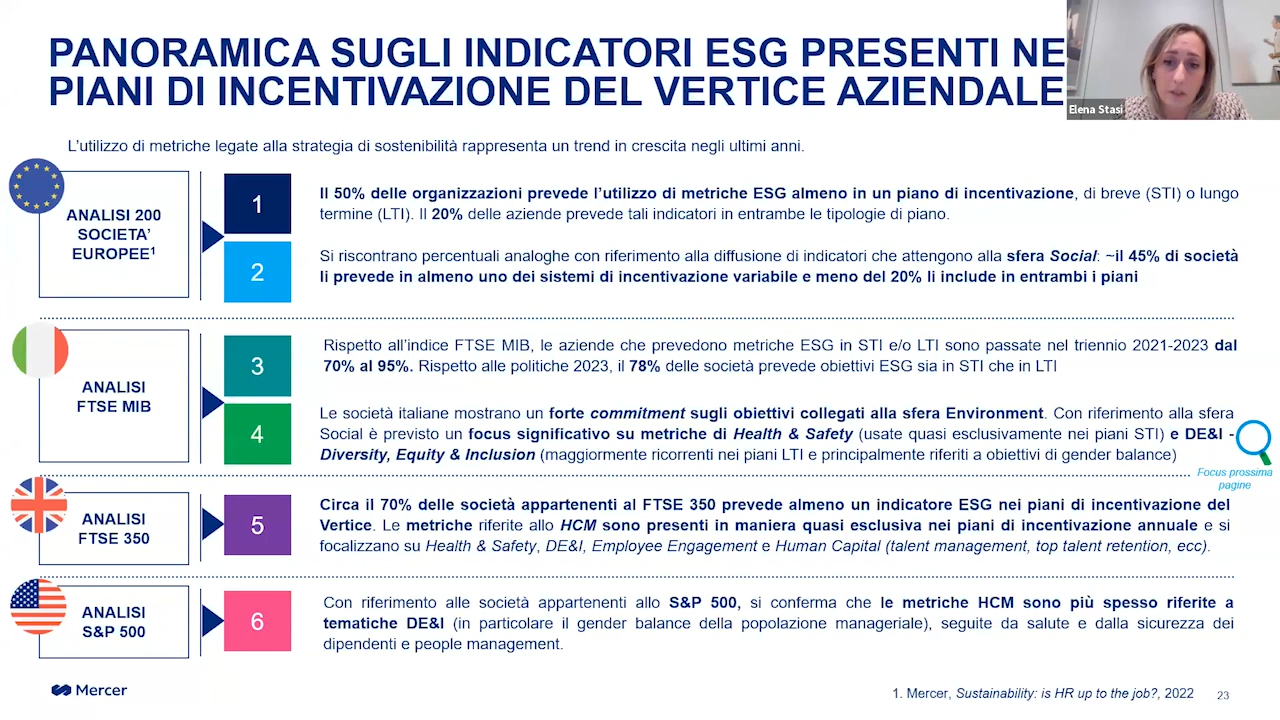 PANORAMICA SUGLI INDICATORI ESG PRESENTI NE
PIANI DI INCENTIVAZIONE DEL VERTICE AZIENDALE
Elena Stasi
L’utilizzo di metriche legate alla strategia di sostenibilità rappresenta un trend in crescita negli ultimi anni.
ANALISI 200
SOCIETA’
EUROPEE¹
1
Il 50% delle organizzazioni prevede l’utilizzo di metriche ESG almeno in un piano di incentivazione, di breve (STI) o lungo
termine (LTI). Il 20% delle aziende prevede tali indicatori in entrambe le tipologie di piano.
2
Si riscontrano percentuali analoghe con riferimento alla diffusione di indicatori che attengono alla sfera Social: ~il 45% di società
li prevede in almeno uno dei sistemi di incentivazione variabile e meno del 20% li include in entrambi i piani
ANALISI
FTSE MIB
3
Rispetto all’indice FTSE MIB, le aziende che prevedono metriche ESG in STI e/o LTI sono passate nel triennio 2021-2023 dal
70% al 95%. Rispetto alle politiche 2023, il 78% delle società prevede obiettivi ESG sia in STI che in LTI
4
Le società italiane mostrano un forte commitment sugli obiettivi collegati alla sfera Environment. Con riferimento alla sfera
Social è previsto un focus significativo su metriche di Health & Safety (usate quasi esclusivamente nei piani STI) e DE&I -
Diversity, Equity & Inclusion (maggiormente ricorrenti nei piani LTI e principalmente riferiti a obiettivi di gender balance)
Focus prossima
pagine
ANALISI
FTSE 350
5
Circa il 70% delle società appartenenti al FTSE 350 prevede almeno un indicatore ESG nei piani di incentivazione del
Vertice. Le metriche riferite allo HCM sono presenti in maniera quasi esclusiva nei piani di incentivazione annuale e si
focalizzano su Health & Safety, DE&I, Employee Engagement e Human Capital (talent management, top talent retention, ecc).
ANALISI
S&P 500
6
Con riferimento alle società appartenenti allo S&P 500, si conferma che le metriche HCM sono più spesso riferite a
tematiche DE&I (in particolare il gender balance della popolazione manageriale), seguite da salute e dalla sicurezza dei
dipendenti e people management.
Mercer
1. Mercer, Sustainability: is HR up to the job?, 2022
23